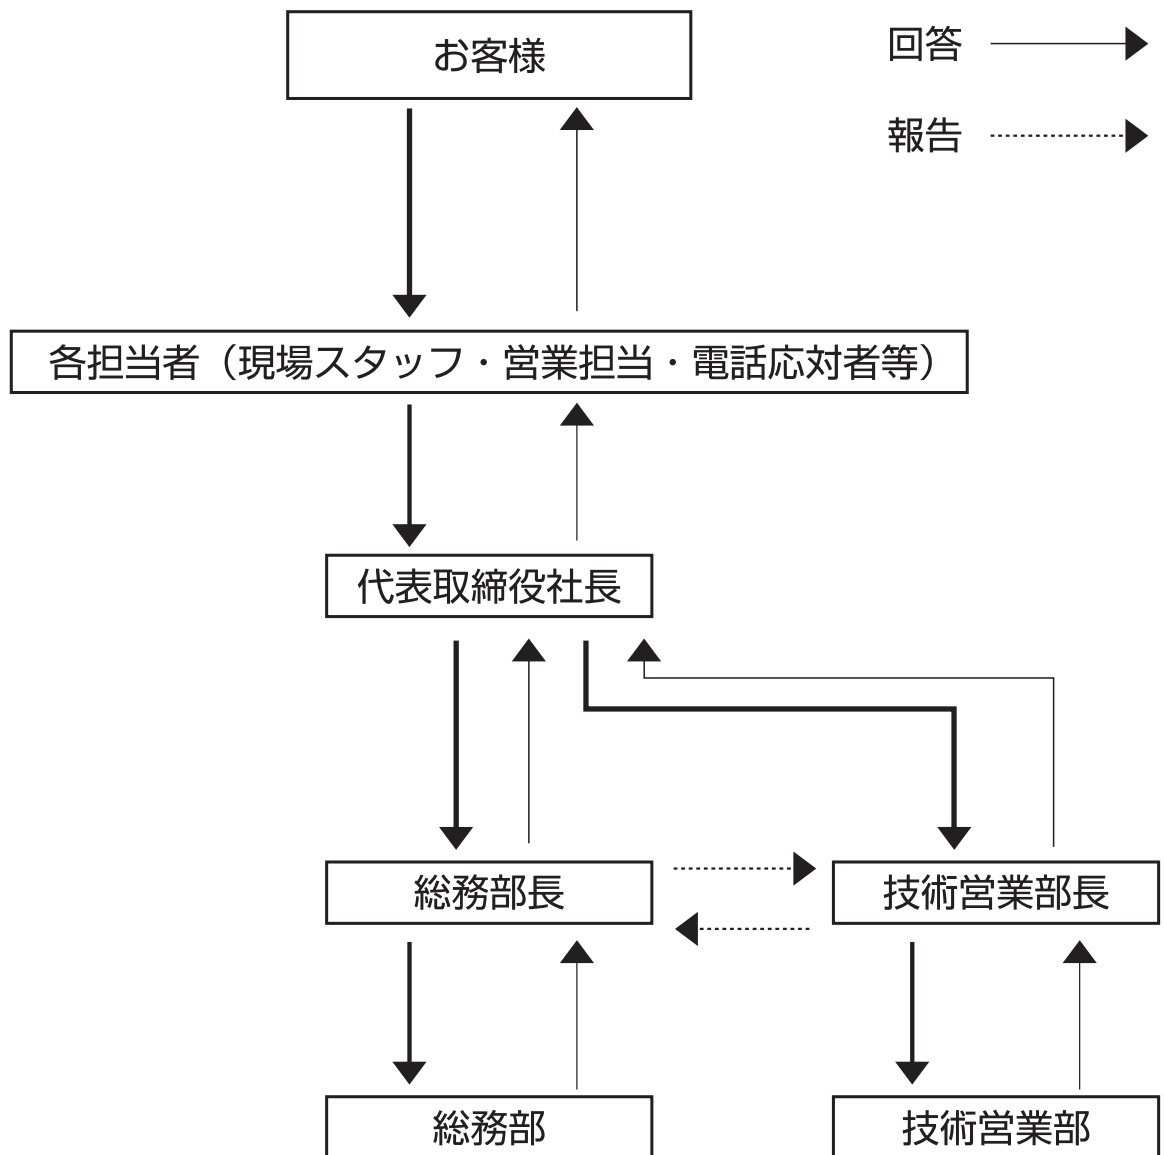 お客様
回答
報告
各担当者（現場スタッフ・営業担当・電話応対者等）
代表取締役社長
総務部長
技術営業部長
総務部
技術営業部